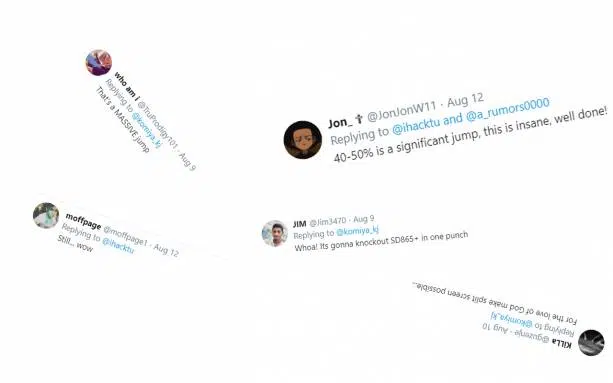 who am I @TruProdigy101 · Aug 9
Replying to @komiya_kj
That's a MASSIVE jump
Jon_ ✝ @JonJonW11 · Aug 12
Replying to @ihacktu and @a_rumors0000
40-50% is a significant jump, this is insane, well done!
moffpage @moffpage1 · Aug 12
Replying to @ihacktu
Still... wow
JIM @Jim3470 · Aug 9
Replying to @komiya_kj
Whoa! Its gonna knockout SD865+ in one punch
KiLLa @guzenje · Aug 10
Replying to @komiya_kj
For the love of God make split screen possible...